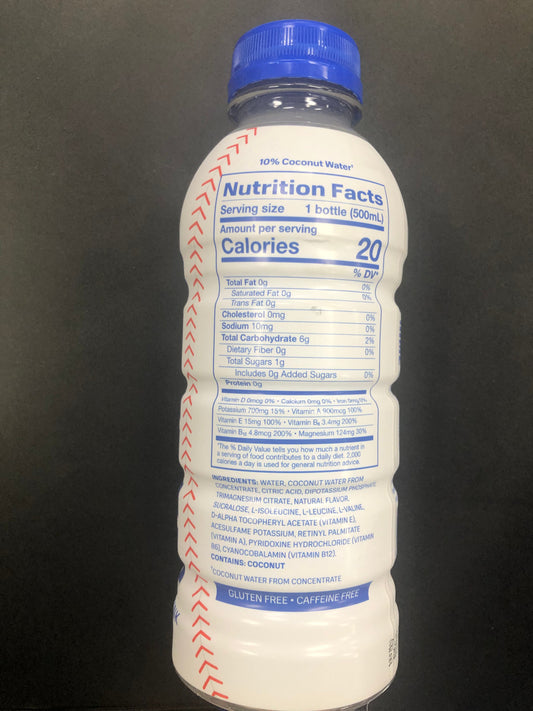 10% Coconut Water†
Nutrition Facts
Serving size 1 bottle (500mL)
Amount per serving
Calories 20
% DV*
Total Fat 0g 0%
Saturated Fat 0g 0%
Trans Fat 0g
Cholesterol 0mg 0%
Sodium 10mg 0%
Total Carbohydrate 6g 2%
Dietary Fiber 0g 0%
Total Sugars 1g
Includes 0g Added Sugars 0%
Protein 0g
Vitamin D 0mcg 0% • Calcium 0mg 0% • Iron 0mg 0%
Potassium 700mg 15% • Vitamin A 900mcg 100%
Vitamin E 15mg 100% • Vitamin B₆ 3.4mg 200%
Vitamin B₁₂ 4.8mcg 200% • Magnesium 124mg 30%
*The % Daily Value tells you how much a nutrient in
a serving of food contributes to a daily diet. 2,000
calories a day is used for general nutrition advice.
INGREDIENTS: WATER, COCONUT WATER FROM
CONCENTRATE, CITRIC ACID, DIPOTASSIUM PHOSPHATE,
TRIMAGNESIUM CITRATE, NATURAL FLAVOR,
SUCRALOSE, L-ISOLEUCINE, L-LEUCINE, L-VALINE,
D-ALPHA TOCOPHERYL ACETATE (VITAMIN E),
ACESULFAME POTASSIUM, RETINYL PALMITATE
(VITAMIN A), PYRIDOXINE HYDROCHLORIDE (VITAMIN
B6), CYANOCOBALAMIN (VITAMIN B12).
CONTAINS: COCONUT
†COCONUT WATER FROM CONCENTRATE
GLUTEN FREE • CAFFEINE FREE